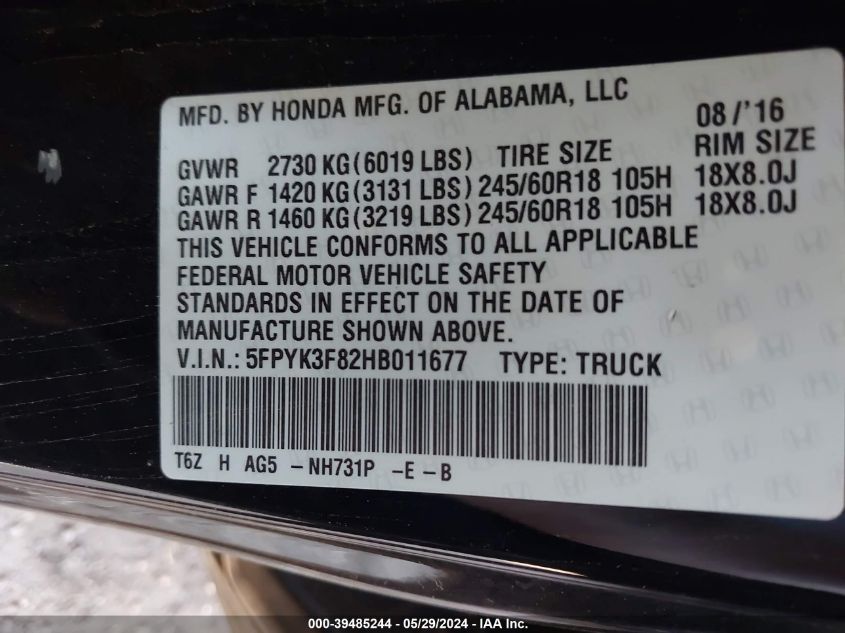 MFD. BY HONDA MFG. OF ALABAMA, LLC 08/'16
GVWR 2730 KG(6019 LBS) TIRE SIZE RIM SIZE
GAWR F 1420 KG(3131 LBS) 245/60R18 105H 18X8.0J
GAWR R 1460 KG(3219 LBS) 245/60R18 105H 18X8.0J
THIS VEHICLE CONFORMS TO ALL APPLICABLE
FEDERAL MOTOR VEHICLE SAFETY
STANDARDS IN EFFECT ON THE DATE OF
MANUFACTURE SHOWN ABOVE.
V.I.N.: 5FPYK3F82HB011677 TYPE: TRUCK
T6Z H AG5 -NH731P -E-B
000-39485244 - 05/29/2024 - IAA Inc.